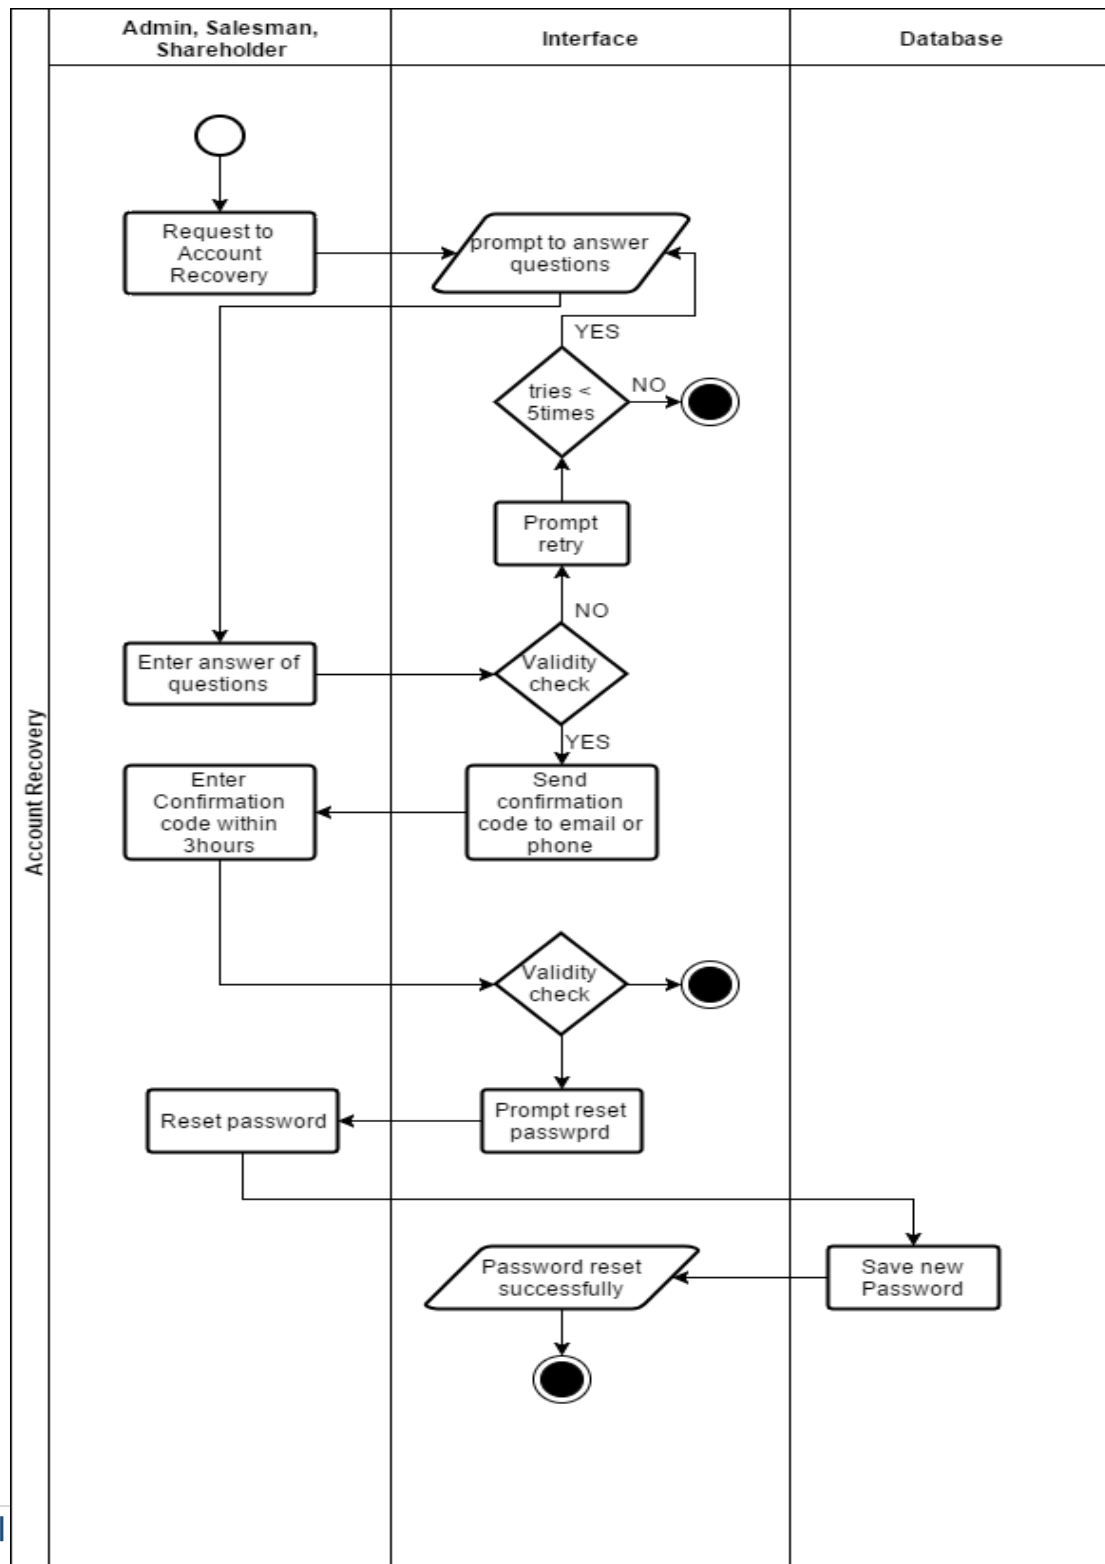 Admin, Salesman,
Shareholder
Interface
Database
Account Recovery
Request to
Account
Recovery
prompt to answer
questions
YES
tries <
5times
NO
Prompt
retry
NO
Enter answer of
questions
Validity
check
YES
Enter
Confirmation
code within
3hours
Send
confirmation
code to email or
phone
Validity
check
Reset password
Prompt reset
passwprd
Password reset
successfully
Save new
Password